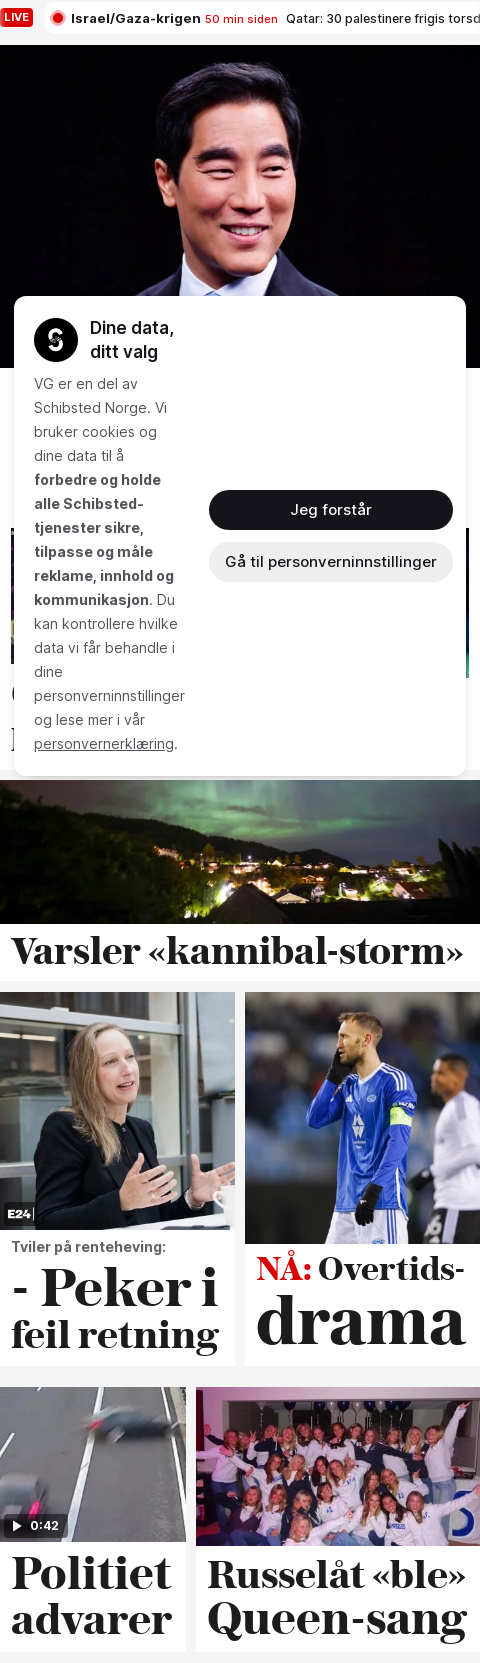 LIVE Israel/Gaza-krigen 50 min siden Qatar: 30 palestinere frigis torsd
Dine data,
ditt valg
VG er en del av
Schibsted Norge. Vi
bruker cookies og
dine data til å
forbedre og holde
alle Schibsted-
tjenester sikre,
tilpasse og måle
reklame, innhold og
kommunikasjon. Du
kan kontrollere hvilke
data vi får behandle i
dine
personverninnstillinger
og lese mer i vår
personvernerklæring.
Jeg forstår
Gå til personverninnstillinger
Varsler «kannibal-storm»
E24
Tviler på renteheving:
- Peker i
feil retning
NÅ: Overtids-
drama
0:42
Politiet
advarer
Russelåt «ble»
Queen-sang